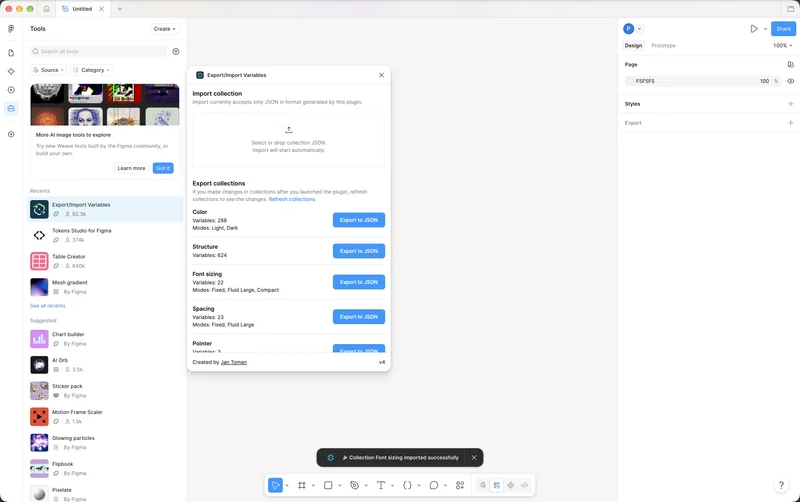 Untitled
Tools
Create
Search all tools
Source
Category
More AI image tools to explore
Try new Weave tools built by the Figma community, or build your own.
Learn more
Got it
Recents
Export/Import Variables
92.3k
Tokens Studio for Figma
374k
Table Creator
840k
Mesh gradient
By Figma
See all recents
Suggested
Chart builder
By Figma
AI Orb
3.5k
Sticker pack
By Figma
Motion Frame Scaler
1.5k
Glowing particles
By Figma
Flipbook
By Figma
Pixelate
By Figma
Export/Import Variables
Import collection
Import currently accepts only JSON in format generated by this plugin.
Select or drop collection JSON.
Import will start automatically.
Export collections
If you made changes in collections after you launched the plugin, refresh
collections to see the changes. Refresh collections
Color
Variables: 288
Modes: Light, Dark
Export to JSON
Structure
Variables: 624
Export to JSON
Font sizing
Variables: 22
Modes: Fixed, Fluid Large, Compact
Export to JSON
Spacing
Variables: 23
Modes: Fixed, Fluid Large
Export to JSON
Pointer
Variables: 3
Export to JSON
Created by Jan Toman
v4
🎉 Collection Font sizing imported successfully
P
Share
Design
Prototype
100%
Page
F5F5F5
100
%
Styles
Export
?